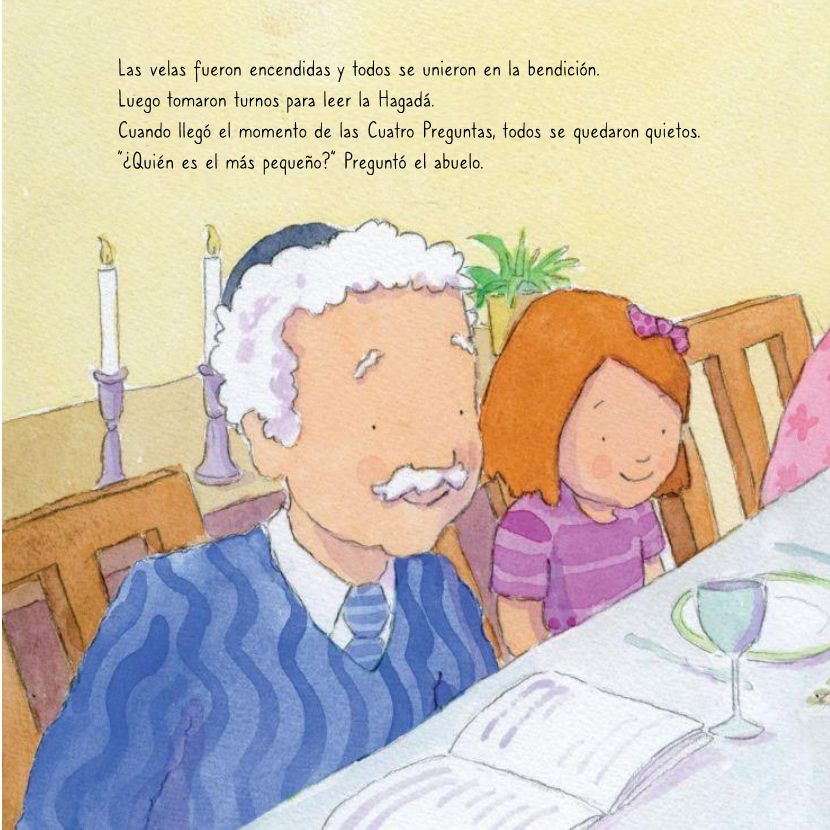 Las velas fueron encendidas y todos se unieron en la bendición.
Luego tomaron turnos para leer la Hagadá.
Cuando llegó el momento de las Cuatro Preguntas, todos se quedaron quietos.
"¿Quién es el más pequeño?" Preguntó el abuelo.